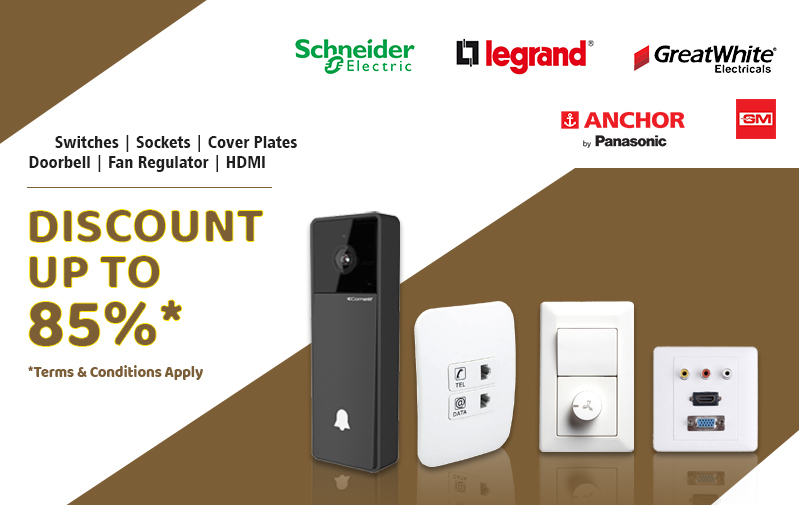 Schneider
Electric
legrand®
GreatWhite®
Electricals
ANCHOR
by Panasonic
GM
Switches | Sockets | Cover Plates
Doorbell | Fan Regulator | HDMI
DISCOUNT
UP TO
85%*
*Terms & Conditions Apply
TEL
DATA